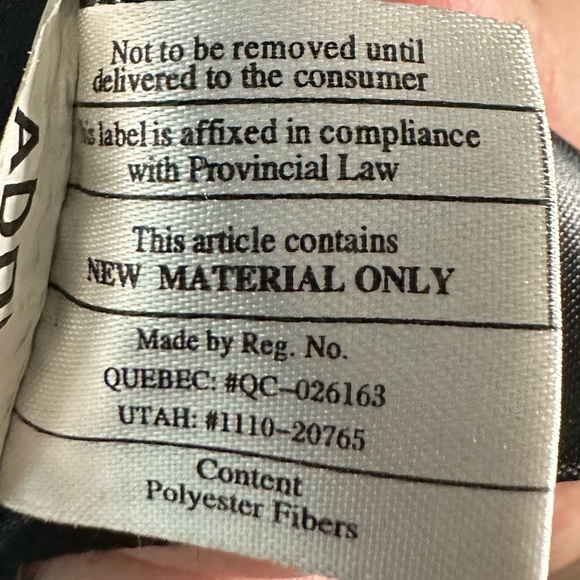 Not to be removed until
delivered to the consumer
label is affixed in compliance
with Provincial Law
This article contains
NEW MATERIAL ONLY
Made by Reg. No.
QUEBEC: #QC-026163
UTAH: #1110-20765
Content
Polyester Fibers